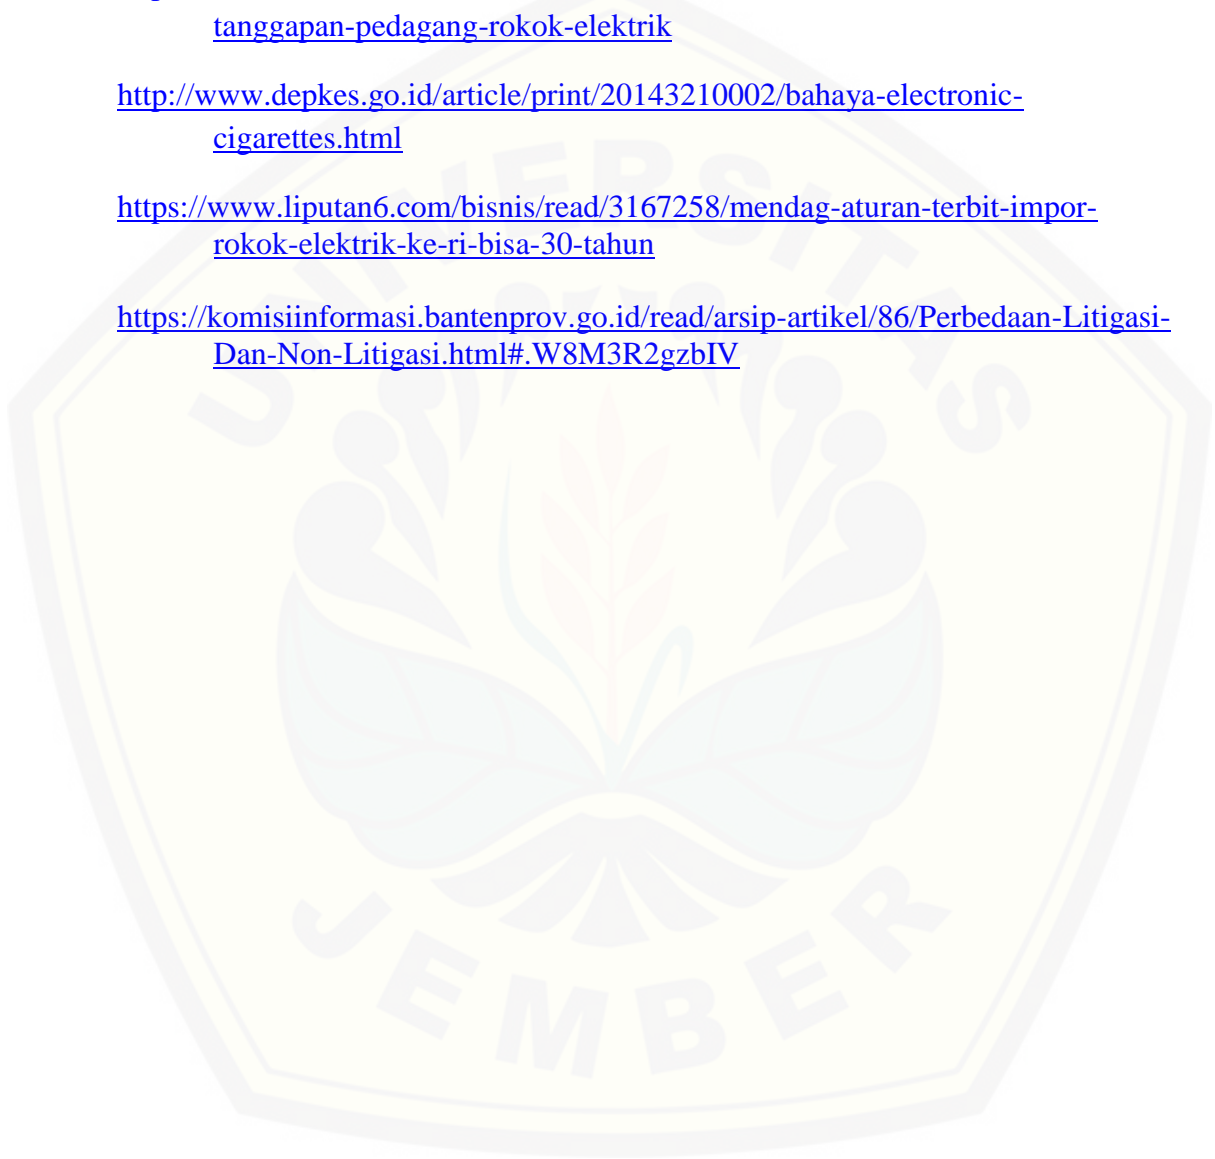 tanggapan-pedagang-rokok-elektrik
http://www.depkes.go.id/article/print/20143210002/bahaya-electronic-
cigarettes.html
https://www.liputan6.com/bisnis/read/3167258/mendag-aturan-terbit-impor-
rokok-elektrik-ke-ri-bisa-30-tahun
https://komisiinformasi.bantenprov.go.id/read/arsip-artikel/86/Perbedaan-Litigasi-
Dan-Non-Litigasi.html#.W8M3R2gzbIV
UNIVERSITAS
JEMBER